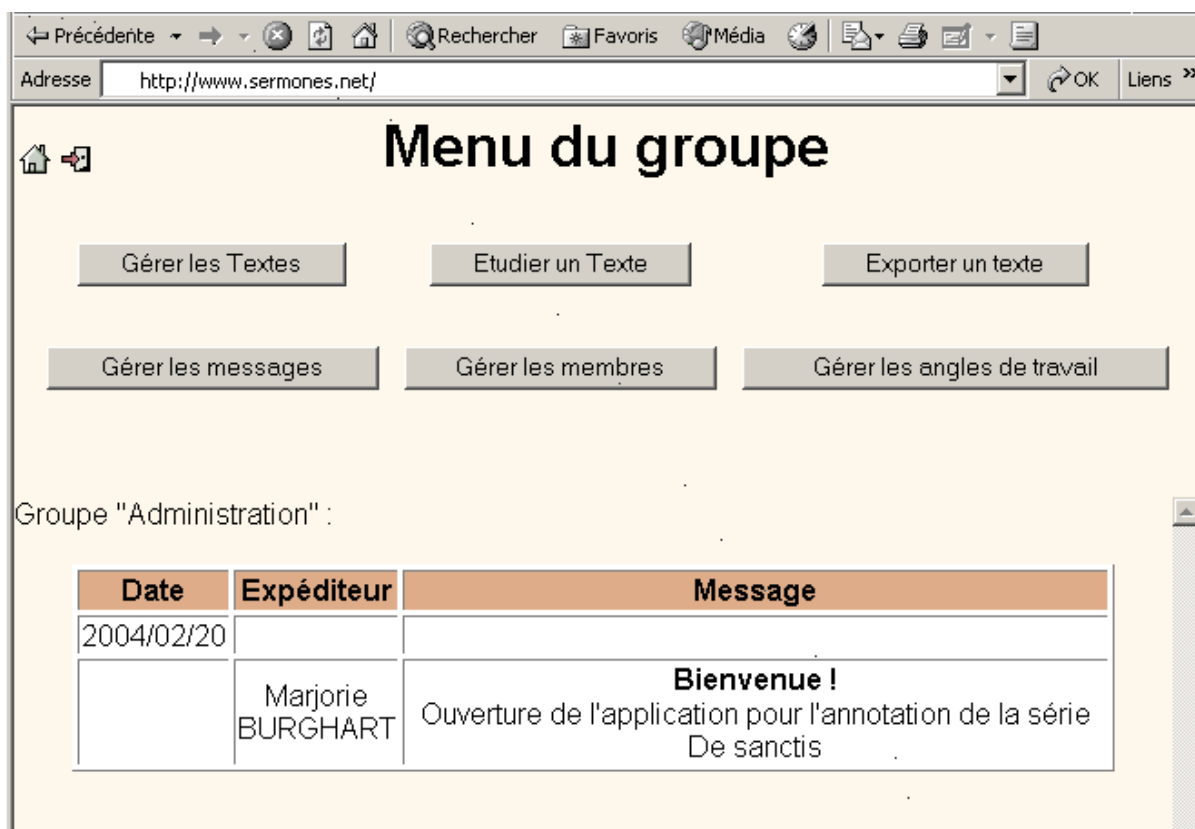 Précédente Rechercher Favoris Média
Adresse http://www.sermones.net/ OK Liens »
Menu du groupe
Gérer les Textes Etudier un Texte Exporter un texte
Gérer les messages Gérer les membres Gérer les angles de travail
Groupe "Administration" :
Date Expéditeur Message
2004/02/20
Bienvenue !
Marjorie
BURGHART
Ouverture de l'application pour l'annotation de la série
De sanctis